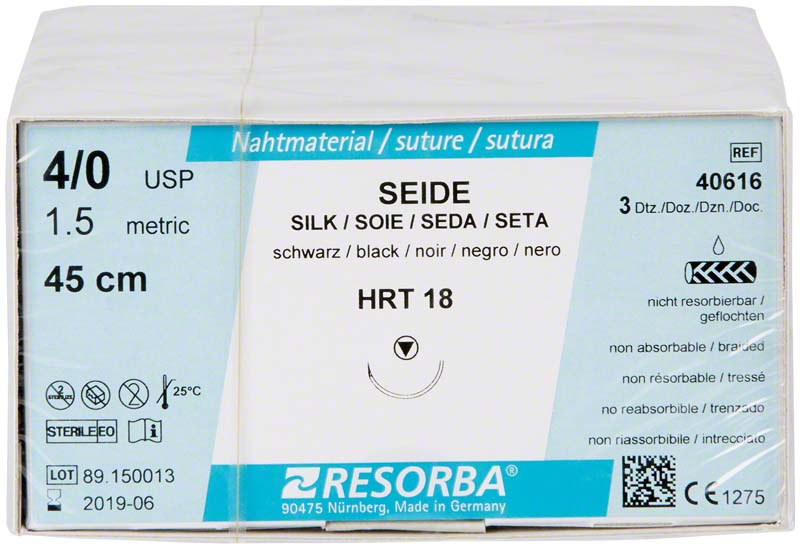 Nahtmaterial / suture / sutura
4/0 USP
1.5 metric
45 cm
SEIDE
SILK / SOIE / SEDA / SETA
schwarz / black / noir / negro / nero
HRT 18
REF
40616
3 Dtz./Doz./Dzn./Doc.
nicht resorbierbar /
geflochten
non absorbable / braided
non résorbable / tressé
no reabsorbible / trenzado
non riassorbibile / intrecciato
2
STERILIZE
2
25°C
STERILE EO
i
LOT 89.150013
2019-06
RESORBA®
90475 Nürnberg, Made in Germany
CE 1275